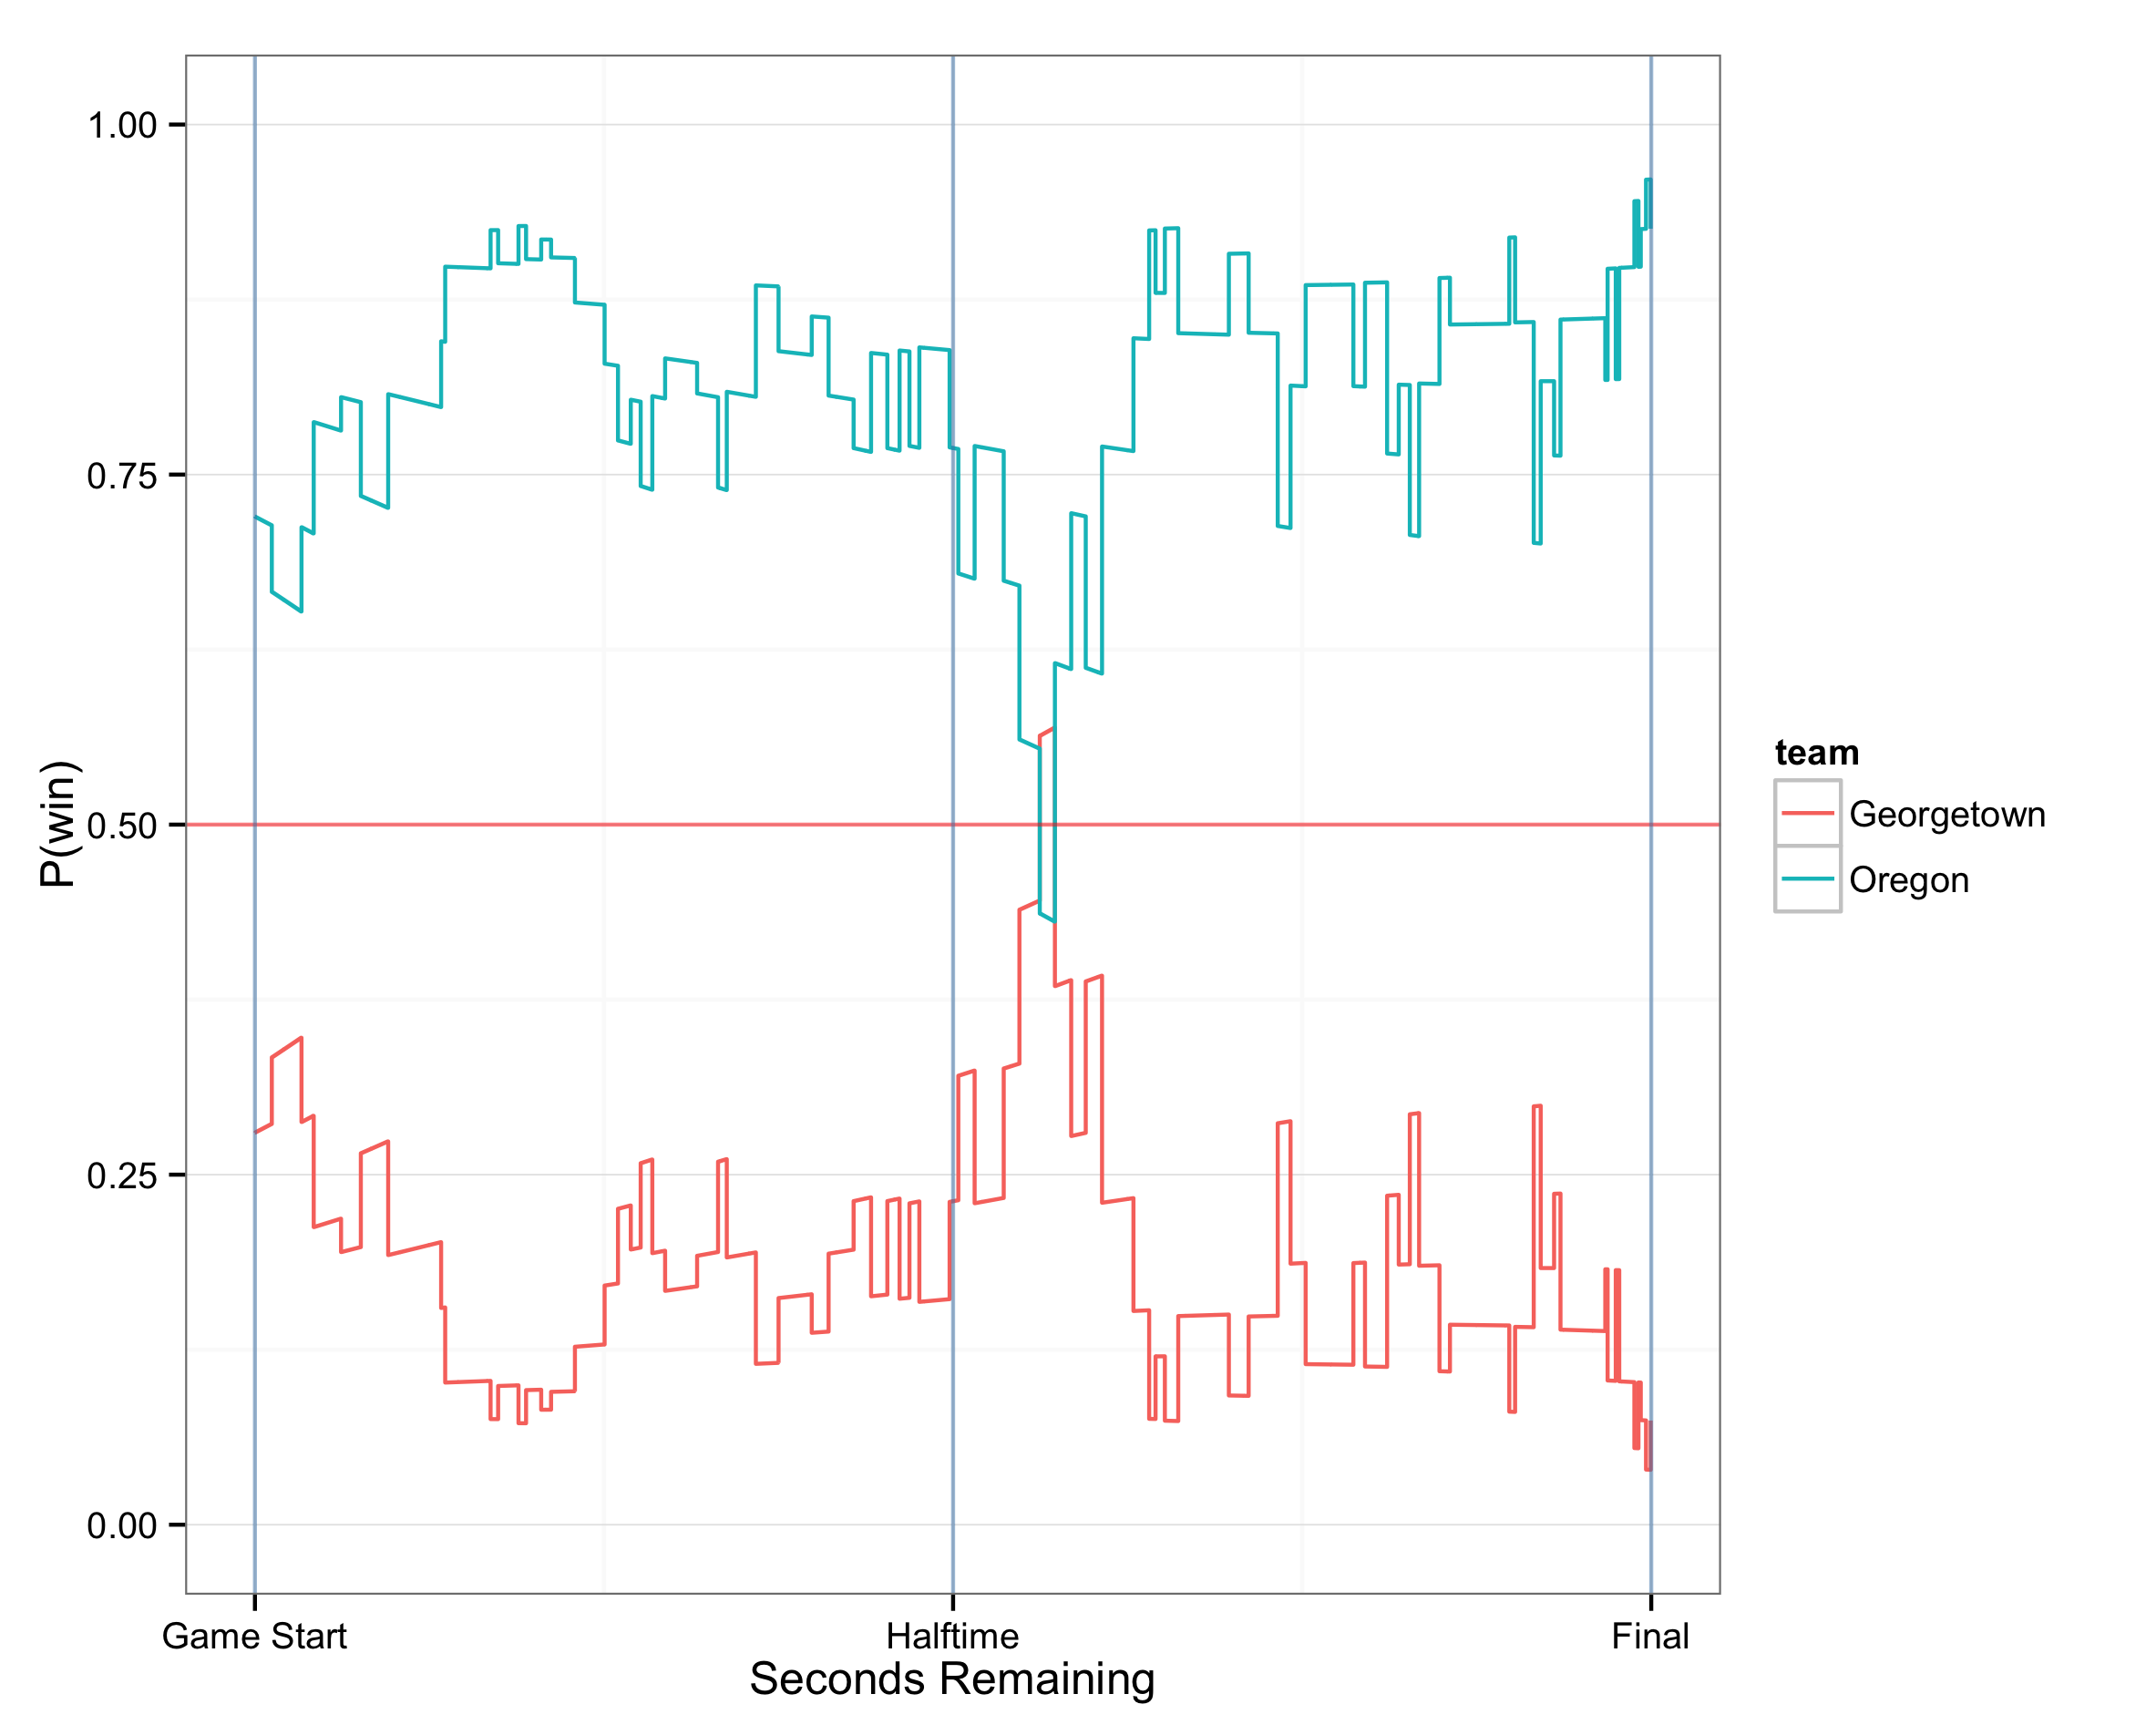 1.00
0.75
0.50
0.25
0.00
P(win)
Game Start
Halftime
Final
Seconds Remaining
team
Georgetown
Oregon